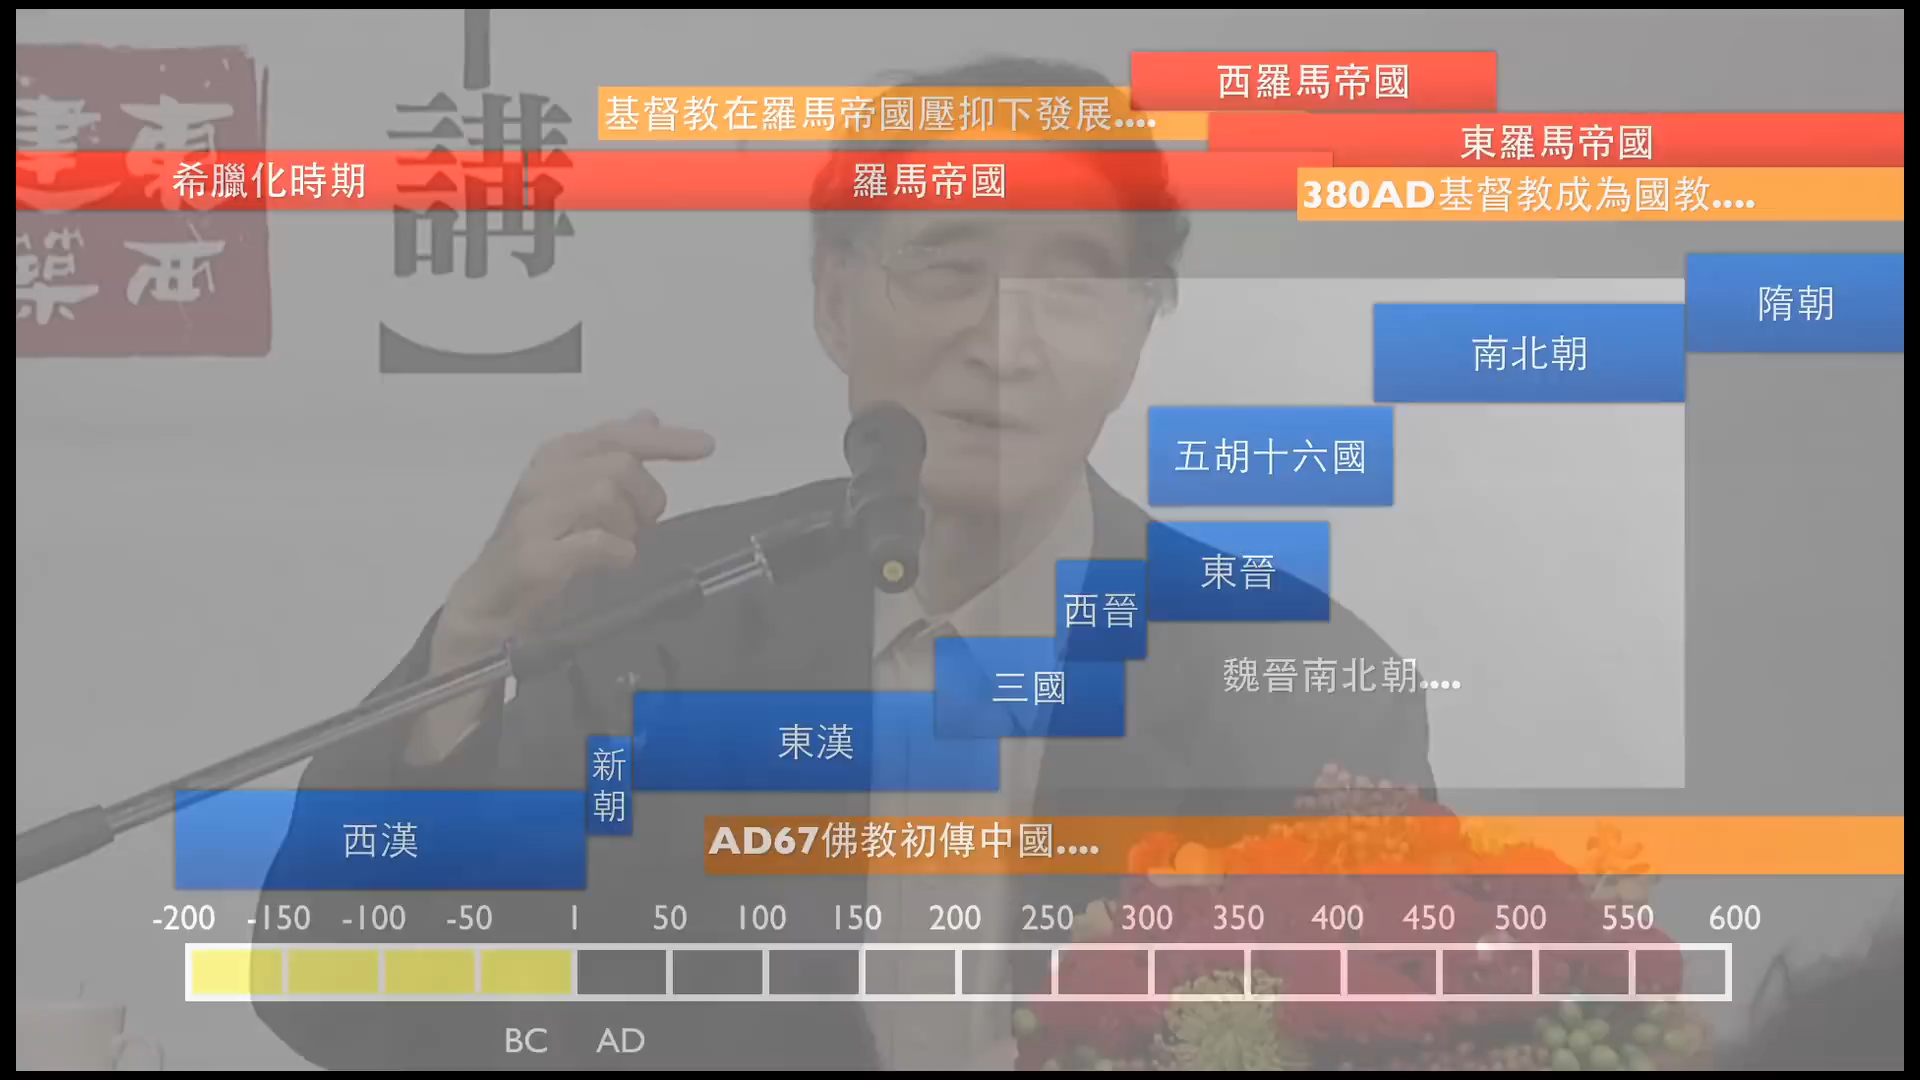 西羅馬帝國
基督教在羅馬帝國壓抑下發展....
東羅馬帝國
希臘化時期
羅馬帝國
380AD基督教成為國教....
講】
隋朝
南北朝
五胡十六國
東晉
西晉
魏晉南北朝....
三國
東漢
新朝
西漢
AD67佛教初傳中國....
-200 -150 -100 -50 1 50 100 150 200 250 300 350 400 450 500 550 600
BC AD